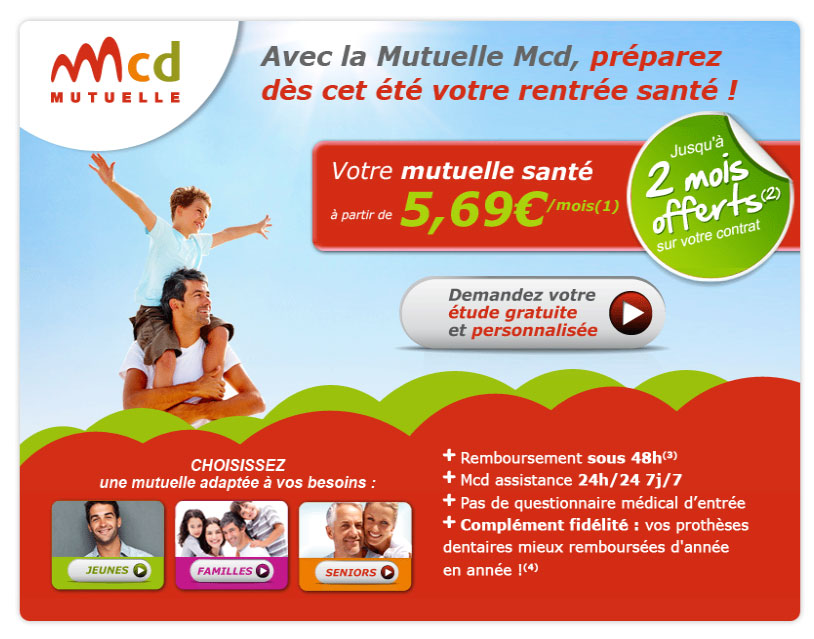 Mcd
MUTUELLE
Avec la Mutuelle Mcd, préparez
dès cet été votre rentrée santé !
Votre mutuelle santé
à partir de 5,69€/mois(1)
Jusqu'à
2 mois
offerts(2)
sur votre contrat
Demandez votre
étude gratuite
et personnalisée
CHOISISSEZ
une mutuelle adaptée à vos besoins :
JEUNES
FAMILLES
SENIORS
+ Remboursement sous 48h(3)
+ Mcd assistance 24h/24 7j/7
+ Pas de questionnaire médical d’entrée
+ Complément fidélité : vos prothèses
dentaires mieux remboursées d'année
en année !(4)